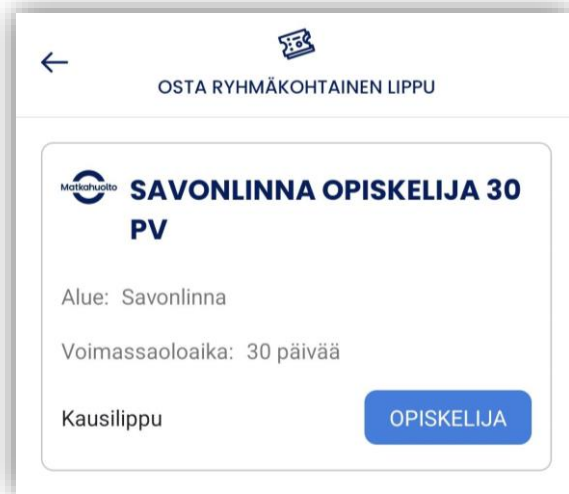 OSTA RYHMÄKOHTAINEN LIPPU
Matkahuolto
SAVONLINNA OPISKELIJA 30
PV
Alue: Savonlinna
Voimassaoloaika: 30 päivää
Kausilippu
OPISKELIJA